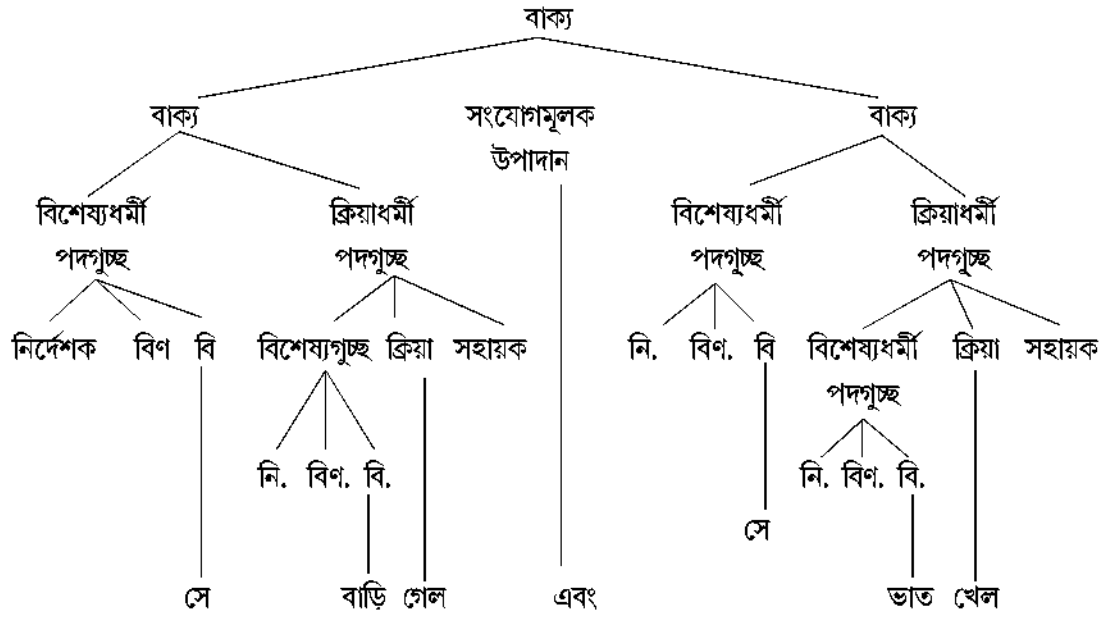 বাক্য
বাক্য সংযোগমূলক বাক্য
উপাদান
বিশেষ্যধর্মী ক্রিয়াধর্মী বিশেষ্যধর্মী ক্রিয়াধর্মী
পদগুচ্ছ পদগুচ্ছ পদগুচ্ছ পদগুচ্ছ
নির্দেশক বিণ বি বিশেষ্যগুচ্ছ ক্রিয়া সহায়ক নি. বিণ. বি বিশেষ্যধর্মী ক্রিয়া সহায়ক
পদগুচ্ছ
নি. বিণ. বি. নি. বিণ. বি.
সে
সে বাড়ি গেল এবং ভাত খেল